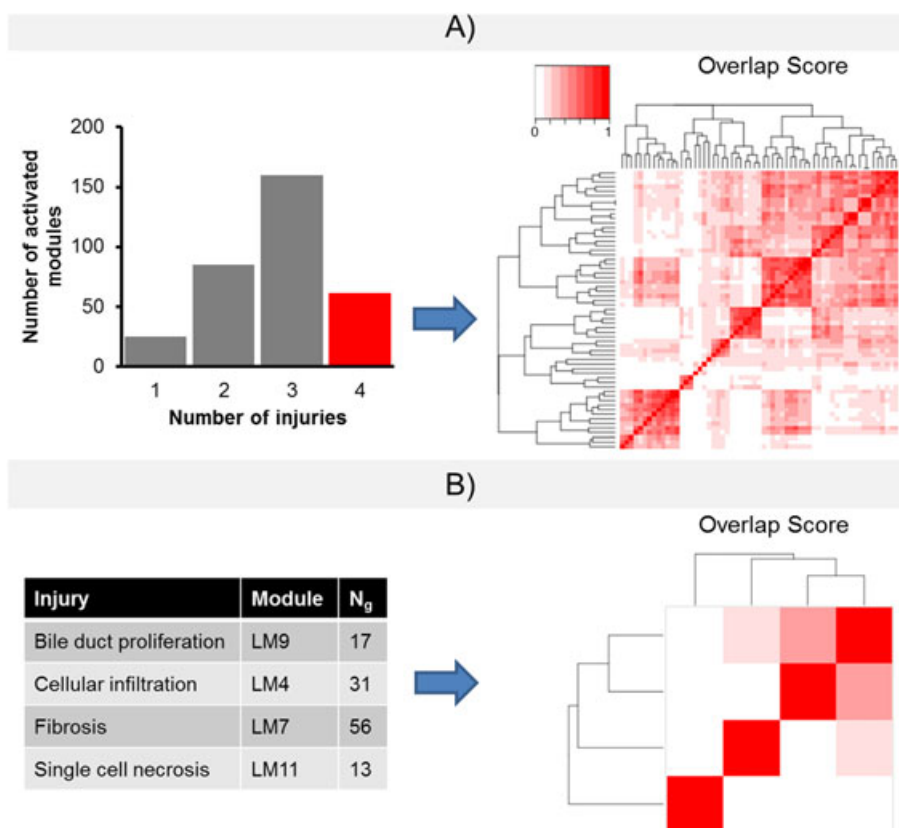 A)
Overlap Score
0 1
200
150
100
50
0
Number of activated
modules
1 2 3 4
Number of injuries
B)
Overlap Score
Injury Module Ng
Bile duct proliferation LM9 17
Cellular infiltration LM4 31
Fibrosis LM7 56
Single cell necrosis LM11 13